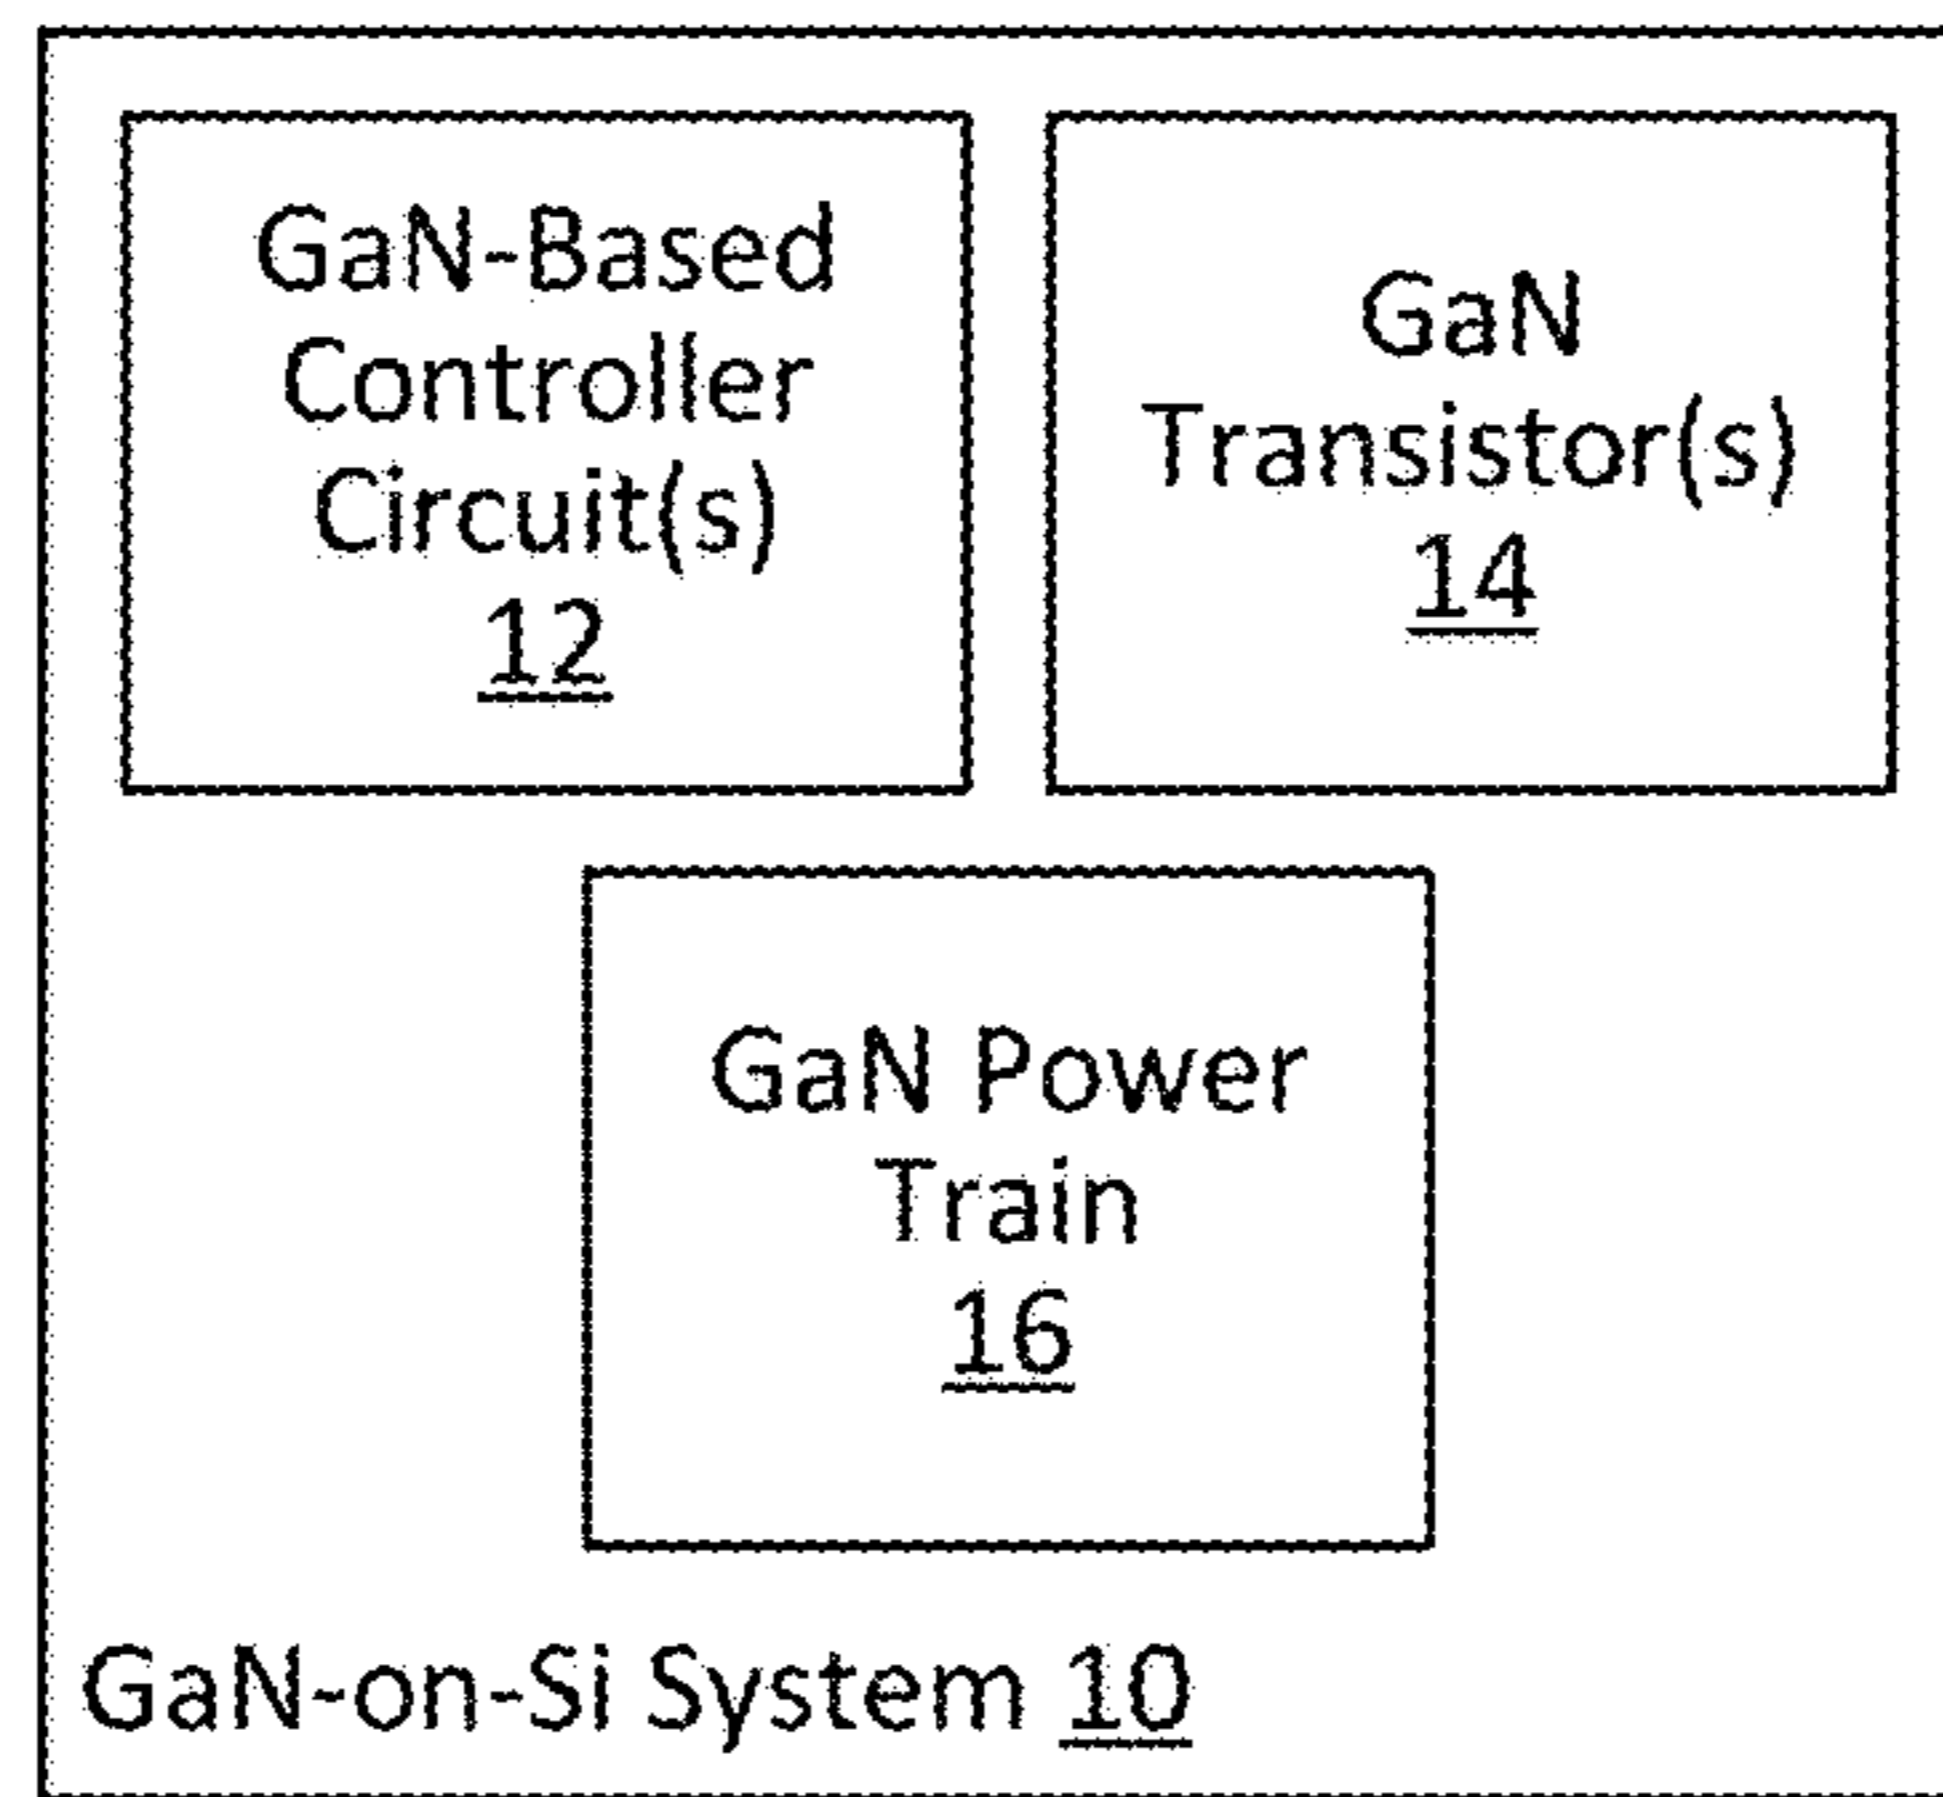 GaN-Based
Controller
Circuit(s)
12
GaN
Transistor(s)
14
GaN Power
Train
16
GaN-on-Si System 10